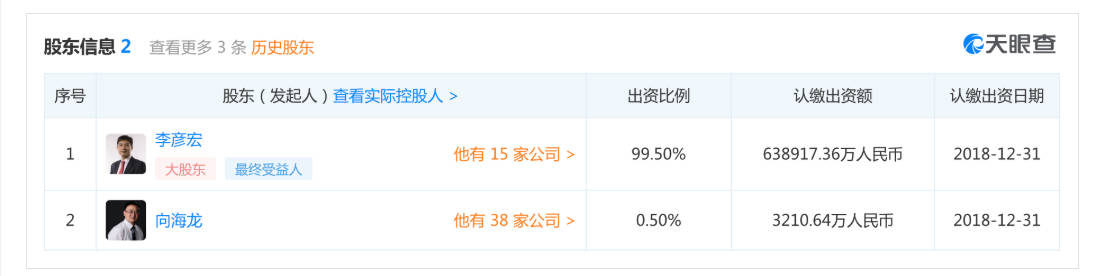 股东信息 2 查看更多 3 条 历史股东
天眼查
序号 股东（发起人）查看实际控股人 > 出资比例 认缴出资额 认缴出资日期
1 李彦宏 他有 15 家公司 > 99.50% 638917.36万人民币 2018-12-31
大股东 最终受益人
2 向海龙 他有 38 家公司 > 0.50% 3210.64万人民币 2018-12-31